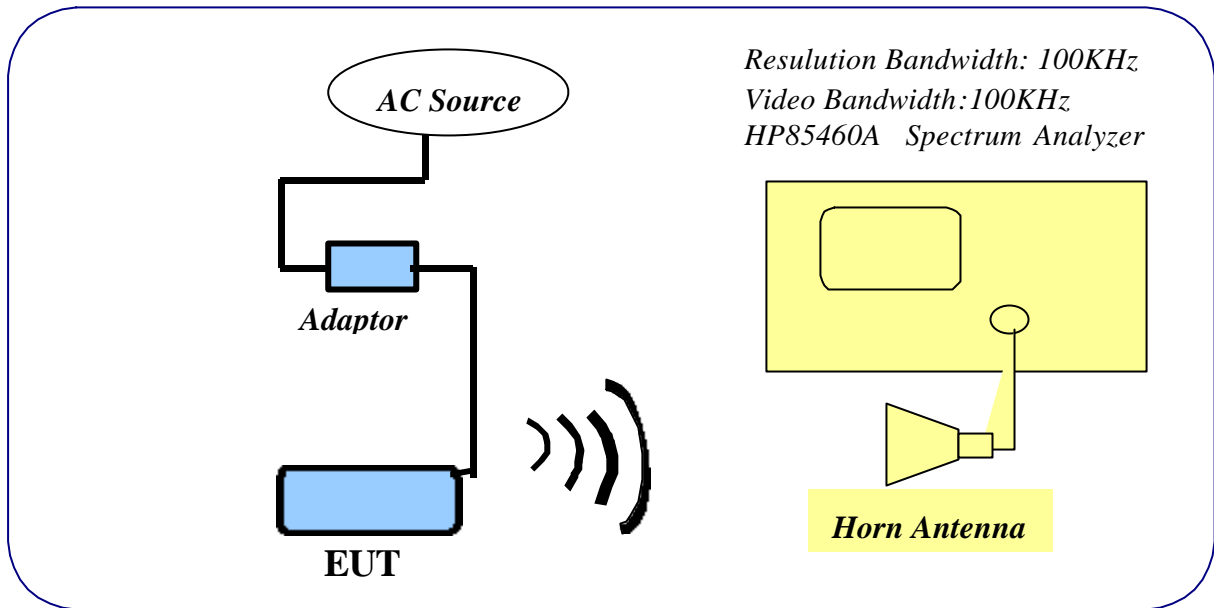 Resulution Bandwidth: 100KHz
Video Bandwidth:100KHz
HP85460A Spectrum Analyzer
AC Source
Adaptor
EUT
Horn Antenna